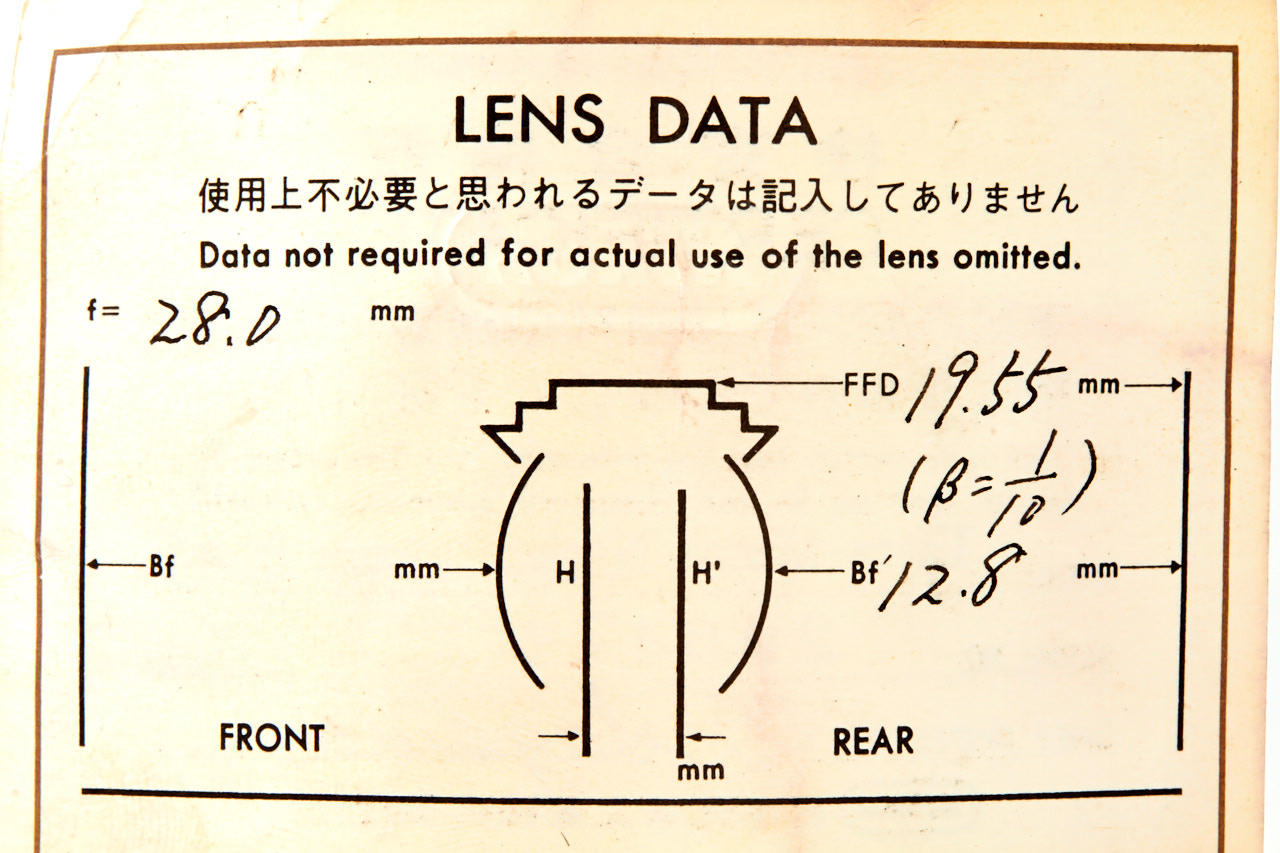 LENS DATA
使用上不必要と思われるデータは記入してありません
Data not required for actual use of the lens omitted.
f= 28.0 mm
FFD 19.55 mm
(β=1/10)
Bf mm H H' Bf' 12.8 mm
FRONT REAR
mm